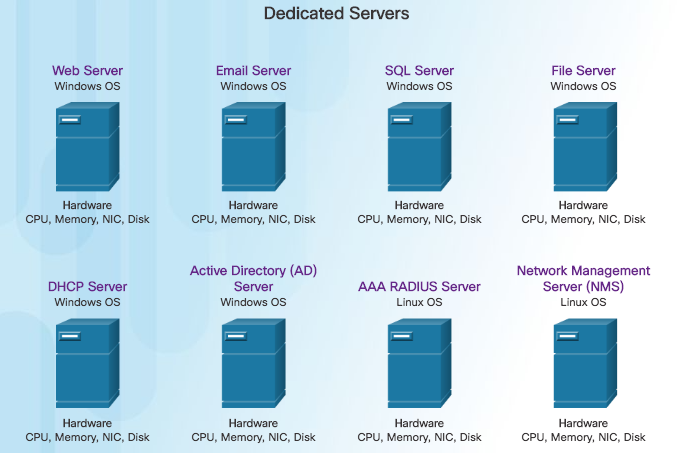 Dedicated Servers
Web Server
Windows OS
Hardware
CPU, Memory, NIC, Disk
Email Server
Windows OS
Hardware
CPU, Memory, NIC, Disk
SQL Server
Windows OS
Hardware
CPU, Memory, NIC, Disk
File Server
Windows OS
Hardware
CPU, Memory, NIC, Disk
DHCP Server
Windows OS
Hardware
CPU, Memory, NIC, Disk
Active Directory (AD)
Server
Windows OS
Hardware
CPU, Memory, NIC, Disk
AAA RADIUS Server
Linux OS
Hardware
CPU, Memory, NIC, Disk
Network Management
Server (NMS)
Linux OS
Hardware
CPU, Memory, NIC, Disk